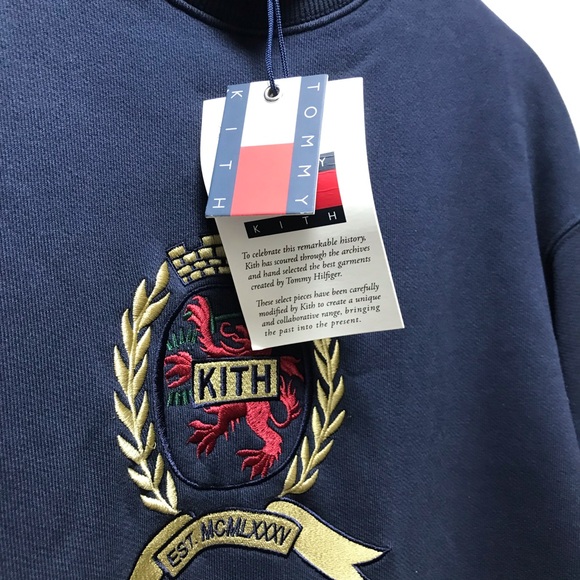 KITH
TOMMY
Y
KITH
To celebrate this remarkable history,
Kith has scoured through the archives
and hand selected the best garments
created by Tommy Hilfiger.
These select pieces have been carefully
modified by Kith to create a unique
and collaborative range, bringing
the past into the present.
KITH
EST. MCMLXXXV